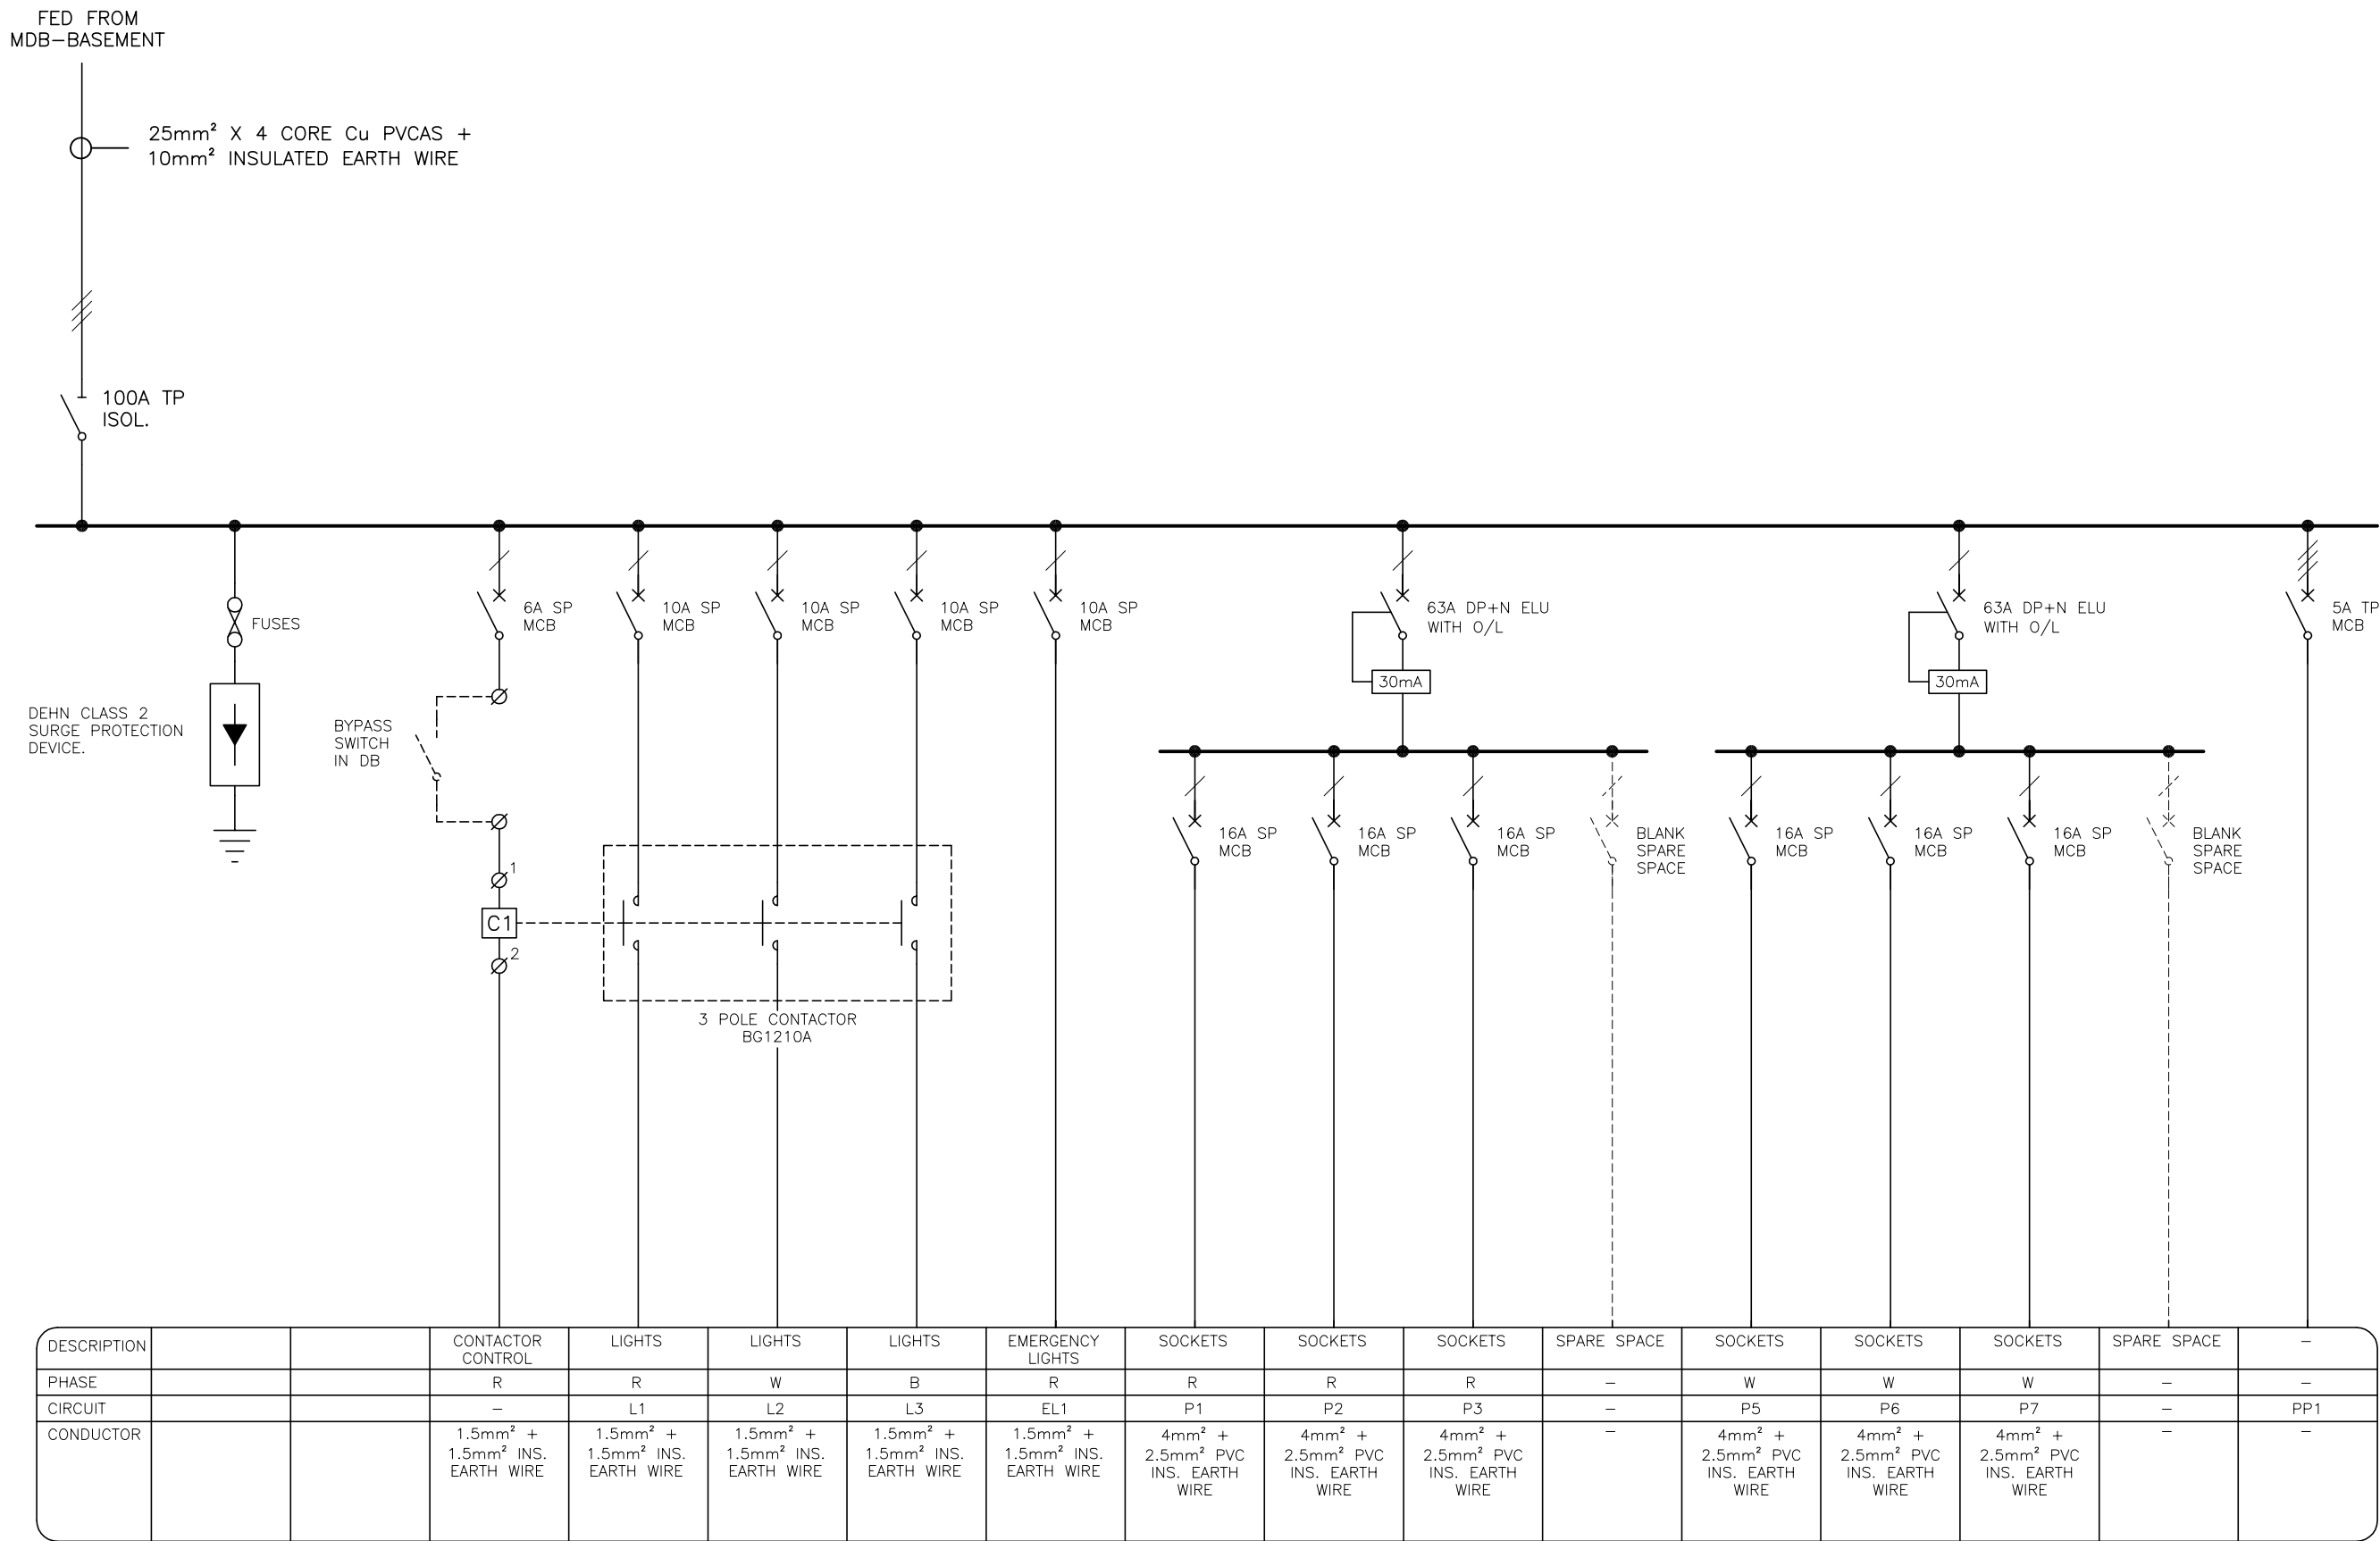 FED FROM
MDB-BASEMENT
25mm² X 4 CORE Cu PVCAS +
10mm² INSULATED EARTH WIRE
100A TP
ISOL.
FUSES
DEHN CLASS 2
SURGE PROTECTION
DEVICE.
6A SP
MCB
BYPASS
SWITCH
IN DB
1
C1
2
10A SP
MCB
10A SP
MCB
10A SP
MCB
3 POLE CONTACTOR
BG1210A
10A SP
MCB
63A DP+N ELU
WITH O/L
30mA
16A SP
MCB
16A SP
MCB
16A SP
MCB
BLANK
SPARE
SPACE
63A DP+N ELU
WITH O/L
30mA
16A SP
MCB
16A SP
MCB
16A SP
MCB
BLANK
SPARE
SPACE
5A TP
MCB
DESCRIPTION
CONTACTOR
CONTROL
LIGHTS
LIGHTS
LIGHTS
EMERGENCY
LIGHTS
SOCKETS
SOCKETS
SOCKETS
SPARE SPACE
SOCKETS
SOCKETS
SOCKETS
SPARE SPACE
-
PHASE R R W B R R R R - W W W - -
CIRCUIT - L1 L2 L3 EL1 P1 P2 P3 - P5 P6 P7 - PP1
CONDUCTOR
1.5mm² +
1.5mm² INS.
EARTH WIRE
1.5mm² +
1.5mm² INS.
EARTH WIRE
1.5mm² +
1.5mm² INS.
EARTH WIRE
1.5mm² +
1.5mm² INS.
EARTH WIRE
1.5mm² +
1.5mm² INS.
EARTH WIRE
4mm² +
2.5mm² PVC
INS. EARTH
WIRE
4mm² +
2.5mm² PVC
INS. EARTH
WIRE
4mm² +
2.5mm² PVC
INS. EARTH
WIRE
-
4mm² +
2.5mm² PVC
INS. EARTH
WIRE
4mm² +
2.5mm² PVC
INS. EARTH
WIRE
4mm² +
2.5mm² PVC
INS. EARTH
WIRE
-
-